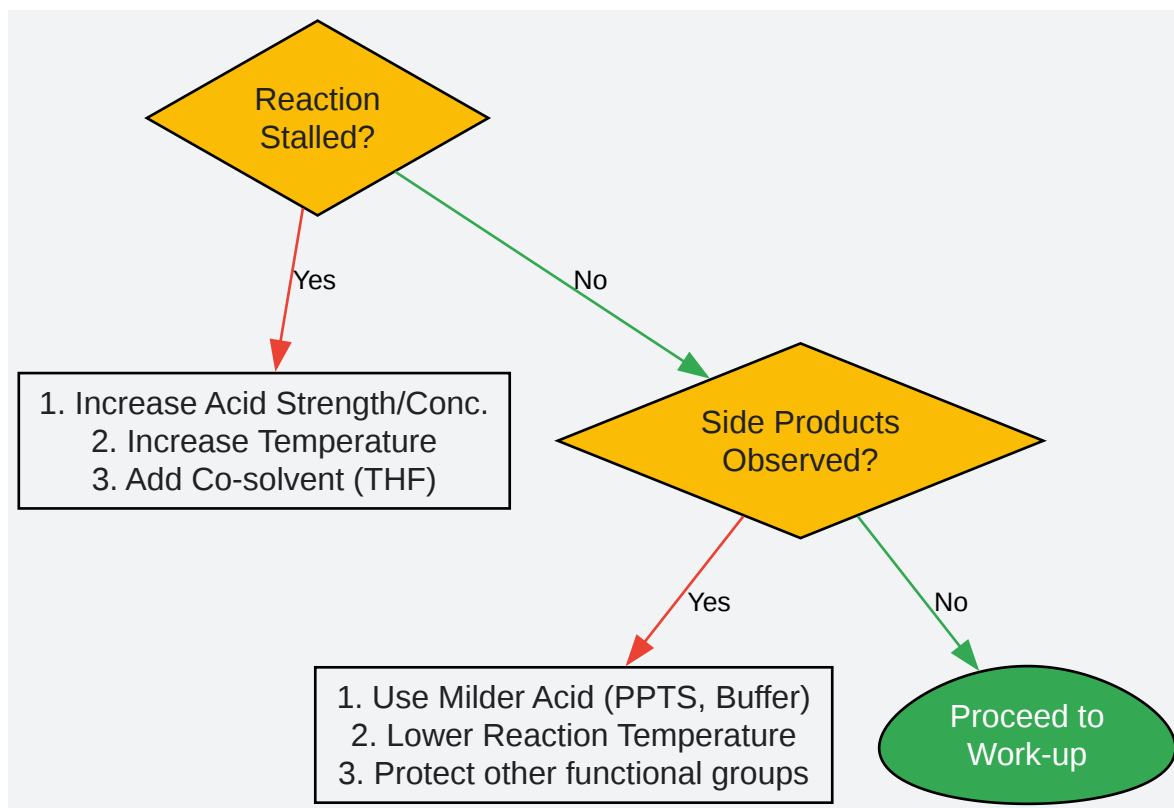 Reaction
Stalled?
Yes
No
1. Increase Acid Strength/Conc.
2. Increase Temperature
3. Add Co-solvent (THF)
Side Products
Observed?
Yes
No
1. Use Milder Acid (PPTS, Buffer)
2. Lower Reaction Temperature
3. Protect other functional groups
Proceed to
Work-up